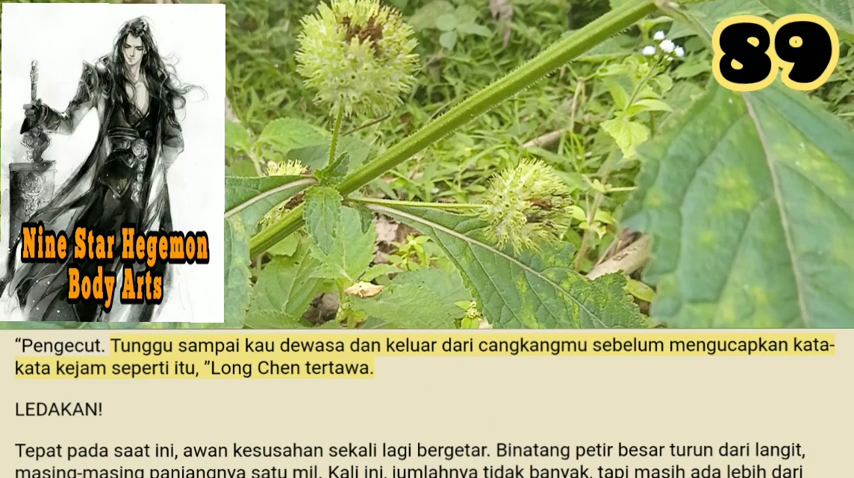 89
Nine Star Hegemon
Body Arts
“Pengecut. Tunggu sampai kau dewasa dan keluar dari cangkangmu sebelum mengucapkan kata-
kata kejam seperti itu, ”Long Chen tertawa.
LEDAKAN!
Tepat pada saat ini, awan kesusahan sekali lagi bergetar. Binatang petir besar turun dari langit,
masing-masing panjangnya satu mil. Kali ini, jumlahnya tidak banyak, tapi masih ada lebih dari